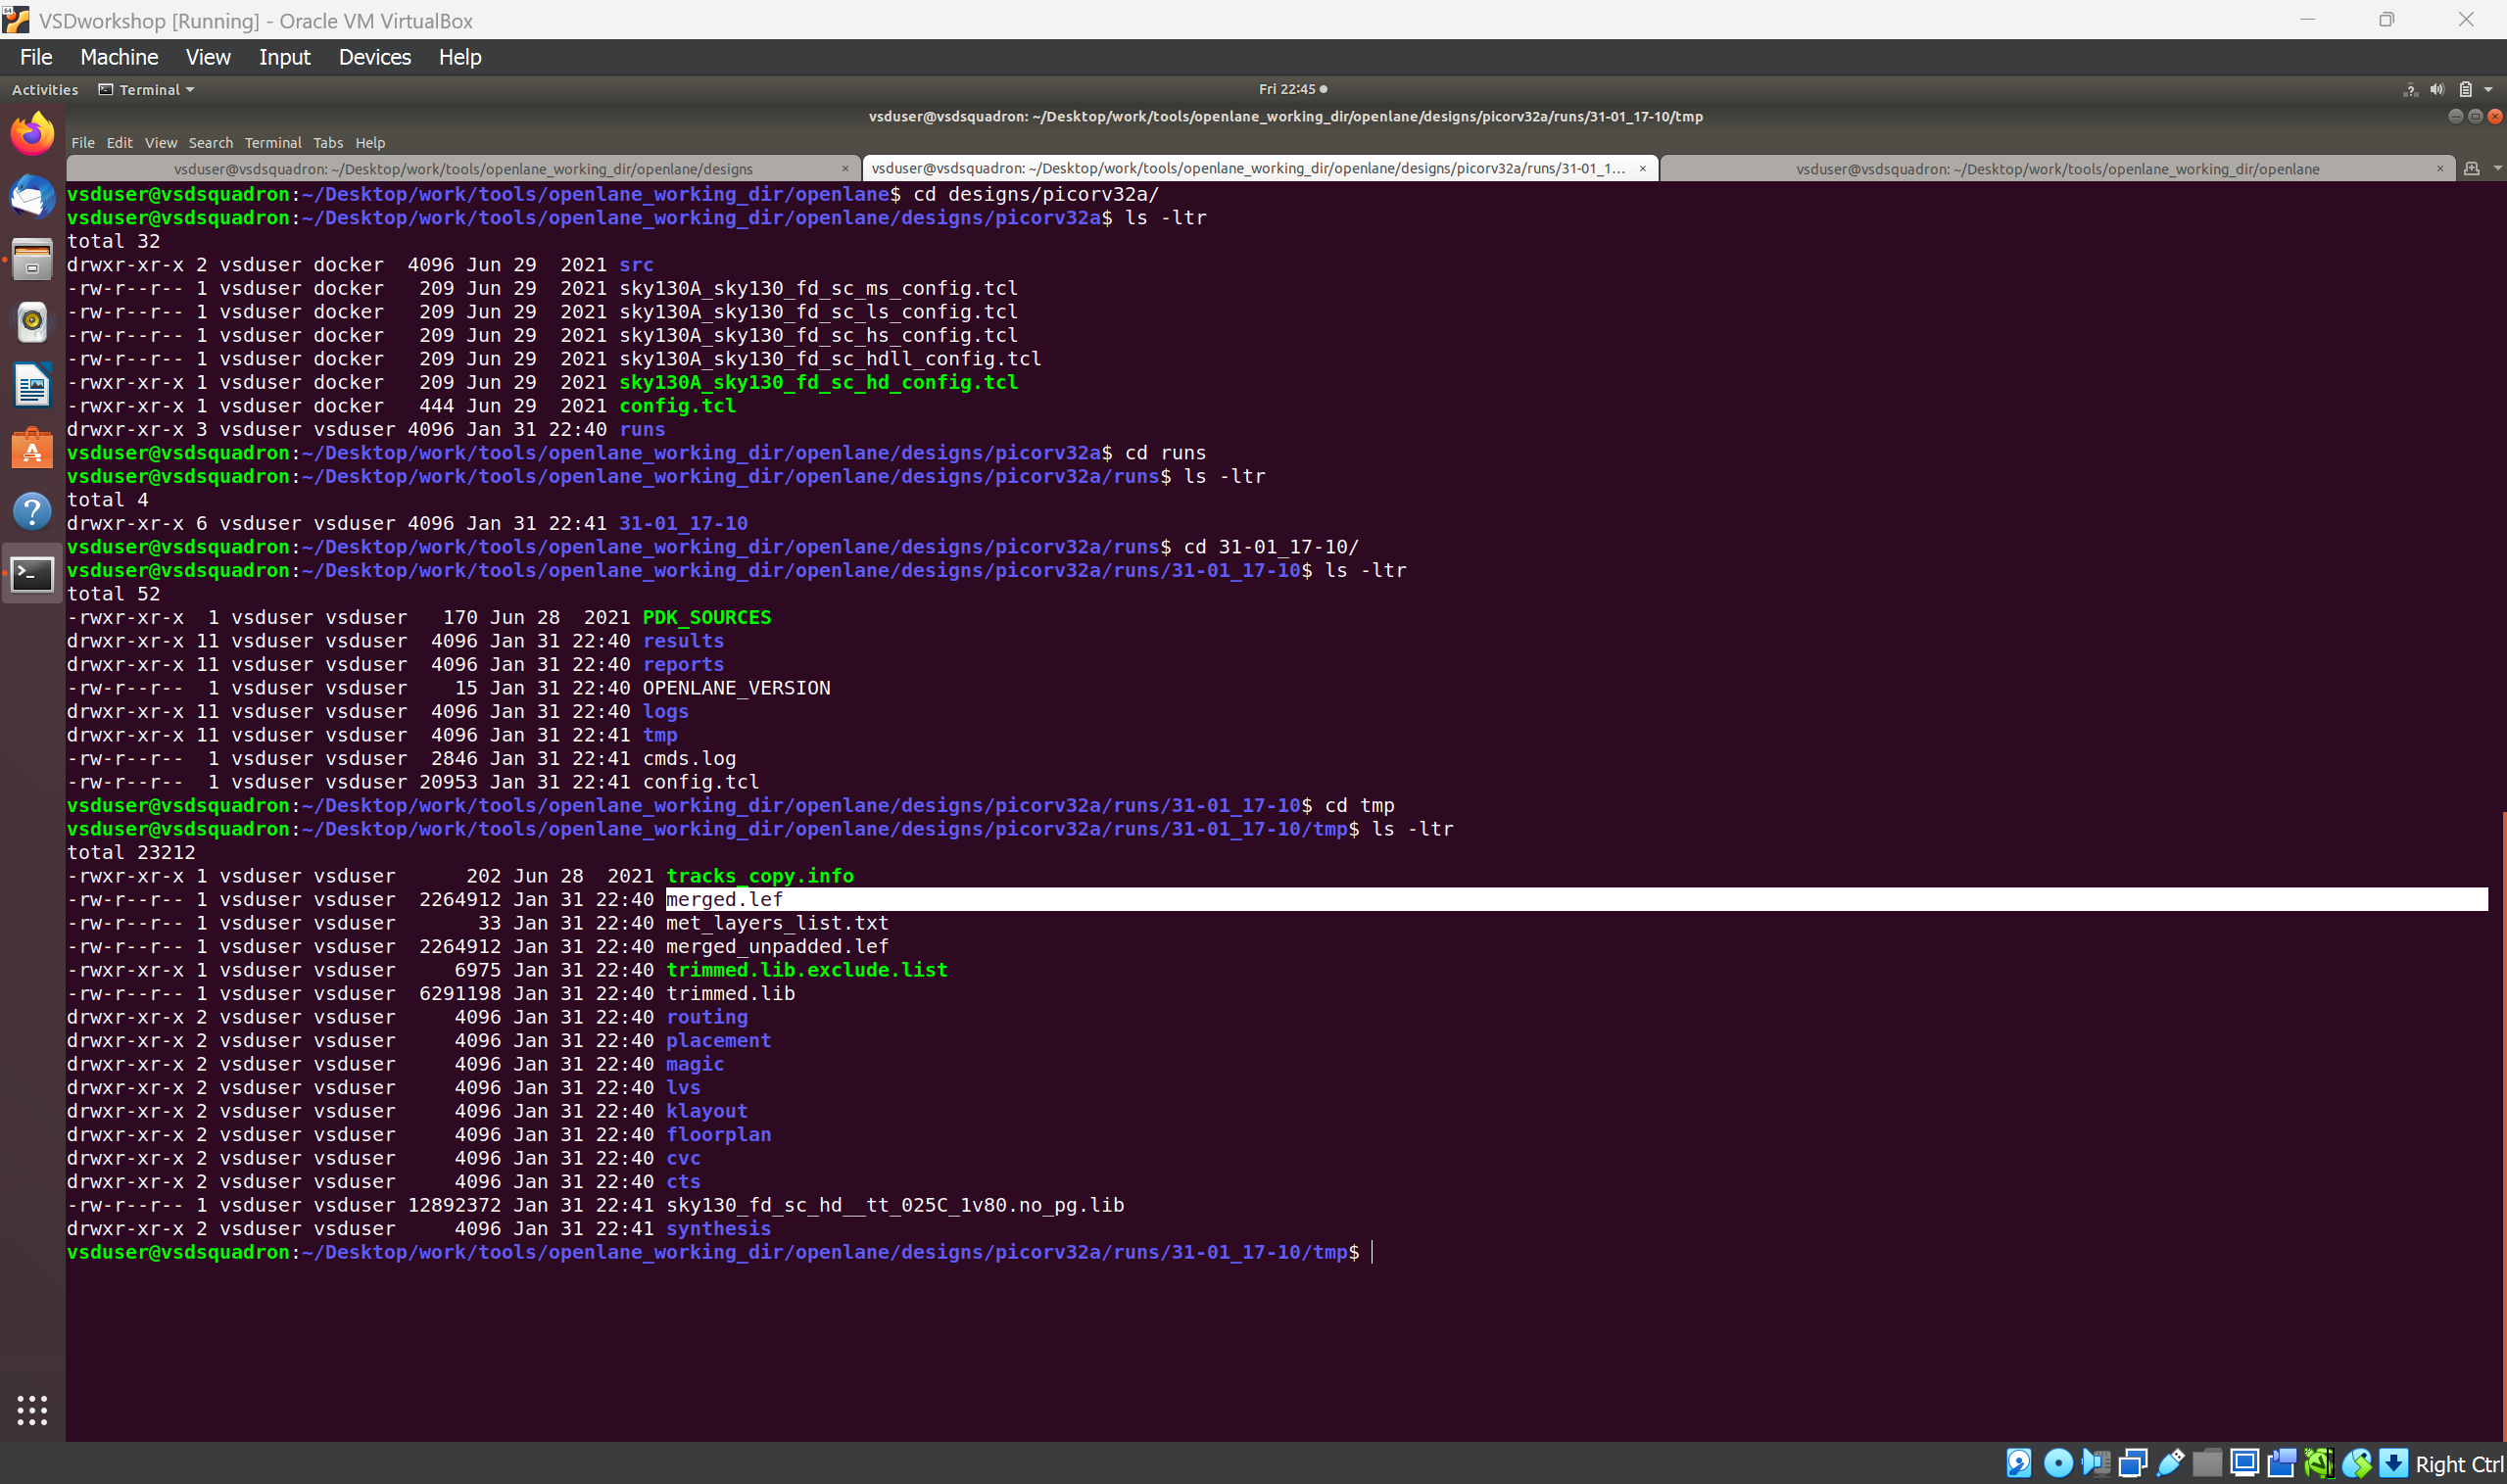 VSDworkshop [Running] - Oracle VM VirtualBox
File Machine View Input Devices Help
Activities Terminal Fri 22:45
vsduser@vsdsquadron: ~/Desktop/work/tools/openlane_working_dir/openlane/designs/picorv32a/runs/31-01_17-10/tmp
File Edit View Search Terminal Tabs Help
vsduser@vsdsquadron: ~/Desktop/work/tools/openlane_working_dir/openlane/designs × vsduser@vsdsquadron: ~/Desktop/work/tools/openlane_working_dir/openlane/designs/picorv32a/runs/31-01_1... × vsduser@vsdsquadron: ~/Desktop/work/tools/openlane_working_dir/openlane ×
vsduser@vsdsquadron:~/Desktop/work/tools/openlane_working_dir/openlane$ cd designs/picorv32a/
vsduser@vsdsquadron:~/Desktop/work/tools/openlane_working_dir/openlane/designs/picorv32a$ ls -ltr
total 32
drwxr-xr-x 2 vsduser docker  4096 Jun 29  2021 src
-rw-r--r-- 1 vsduser docker   209 Jun 29  2021 sky130A_sky130_fd_sc_ms_config.tcl
-rw-r--r-- 1 vsduser docker   209 Jun 29  2021 sky130A_sky130_fd_sc_ls_config.tcl
-rw-r--r-- 1 vsduser docker   209 Jun 29  2021 sky130A_sky130_fd_sc_hs_config.tcl
-rw-r--r-- 1 vsduser docker   209 Jun 29  2021 sky130A_sky130_fd_sc_hdll_config.tcl
-rwxr-xr-x 1 vsduser docker   209 Jun 29  2021 sky130A_sky130_fd_sc_hd_config.tcl
-rwxr-xr-x 1 vsduser docker   444 Jun 29  2021 config.tcl
drwxr-xr-x 3 vsduser vsduser 4096 Jan 31 22:40 runs
vsduser@vsdsquadron:~/Desktop/work/tools/openlane_working_dir/openlane/designs/picorv32a$ cd runs
vsduser@vsdsquadron:~/Desktop/work/tools/openlane_working_dir/openlane/designs/picorv32a/runs$ ls -ltr
total 4
drwxr-xr-x 6 vsduser vsduser 4096 Jan 31 22:41 31-01_17-10
vsduser@vsdsquadron:~/Desktop/work/tools/openlane_working_dir/openlane/designs/picorv32a/runs$ cd 31-01_17-10/
vsduser@vsdsquadron:~/Desktop/work/tools/openlane_working_dir/openlane/designs/picorv32a/runs/31-01_17-10$ ls -ltr
total 52
-rwxr-xr-x  1 vsduser vsduser   170 Jun 28  2021 PDK_SOURCES
drwxr-xr-x 11 vsduser vsduser  4096 Jan 31 22:40 results
drwxr-xr-x 11 vsduser vsduser  4096 Jan 31 22:40 reports
-rw-r--r--  1 vsduser vsduser    15 Jan 31 22:40 OPENLANE_VERSION
drwxr-xr-x 11 vsduser vsduser  4096 Jan 31 22:40 logs
drwxr-xr-x 11 vsduser vsduser  4096 Jan 31 22:41 tmp
-rw-r--r--  1 vsduser vsduser  2846 Jan 31 22:41 cmds.log
-rw-r--r--  1 vsduser vsduser 20953 Jan 31 22:41 config.tcl
vsduser@vsdsquadron:~/Desktop/work/tools/openlane_working_dir/openlane/designs/picorv32a/runs/31-01_17-10$ cd tmp
vsduser@vsdsquadron:~/Desktop/work/tools/openlane_working_dir/openlane/designs/picorv32a/runs/31-01_17-10/tmp$ ls -ltr
total 23212
-rwxr-xr-x 1 vsduser vsduser      202 Jun 28  2021 tracks_copy.info
-rw-r--r-- 1 vsduser vsduser  2264912 Jan 31 22:40 merged.lef
-rw-r--r-- 1 vsduser vsduser       33 Jan 31 22:40 met_layers_list.txt
-rw-r--r-- 1 vsduser vsduser  2264912 Jan 31 22:40 merged_unpadded.lef
-rwxr-xr-x 1 vsduser vsduser     6975 Jan 31 22:40 trimmed.lib.exclude.list
-rw-r--r-- 1 vsduser vsduser  6291198 Jan 31 22:40 trimmed.lib
drwxr-xr-x 2 vsduser vsduser     4096 Jan 31 22:40 routing
drwxr-xr-x 2 vsduser vsduser     4096 Jan 31 22:40 placement
drwxr-xr-x 2 vsduser vsduser     4096 Jan 31 22:40 magic
drwxr-xr-x 2 vsduser vsduser     4096 Jan 31 22:40 lvs
drwxr-xr-x 2 vsduser vsduser     4096 Jan 31 22:40 klayout
drwxr-xr-x 2 vsduser vsduser     4096 Jan 31 22:40 floorplan
drwxr-xr-x 2 vsduser vsduser     4096 Jan 31 22:40 cvc
drwxr-xr-x 2 vsduser vsduser     4096 Jan 31 22:40 cts
-rw-r--r-- 1 vsduser vsduser 12892372 Jan 31 22:41 sky130_fd_sc_hd__tt_025C_1v80.no_pg.lib
drwxr-xr-x 2 vsduser vsduser     4096 Jan 31 22:41 synthesis
vsduser@vsdsquadron:~/Desktop/work/tools/openlane_working_dir/openlane/designs/picorv32a/runs/31-01_17-10/tmp$
Right Ctrl